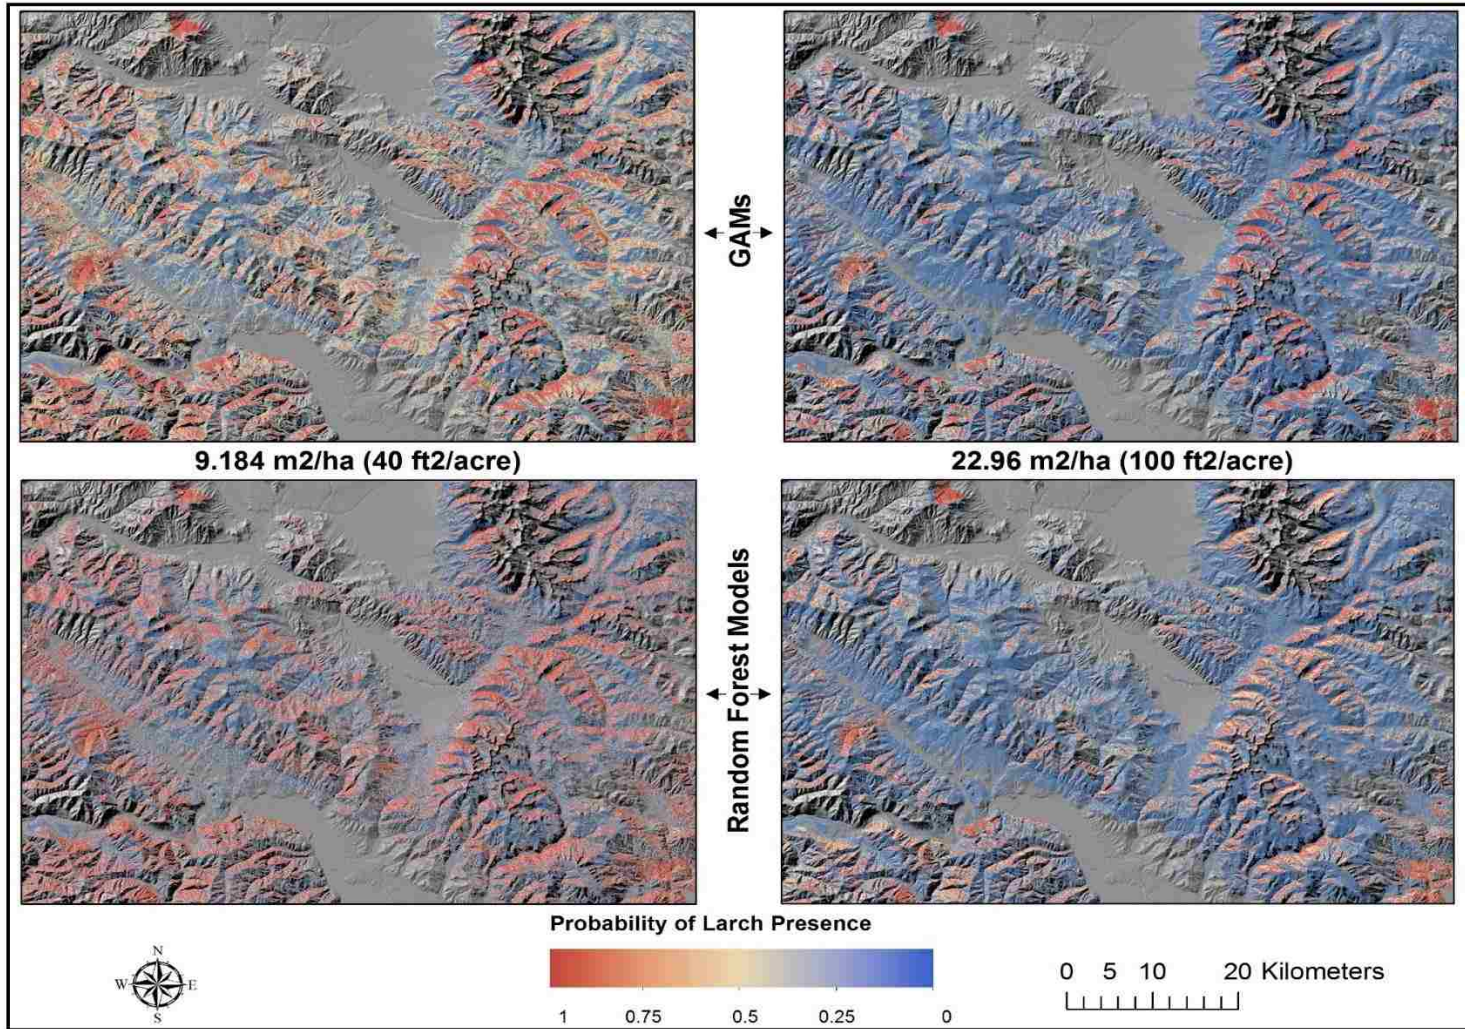 GAMs
9.184 m2/ha (40 ft2/acre)
22.96 m2/ha (100 ft2/acre)
Random Forest Models
Probability of Larch Presence
1 0.75 0.5 0.25 0
N
W E
S
0 5 10 20 Kilometers